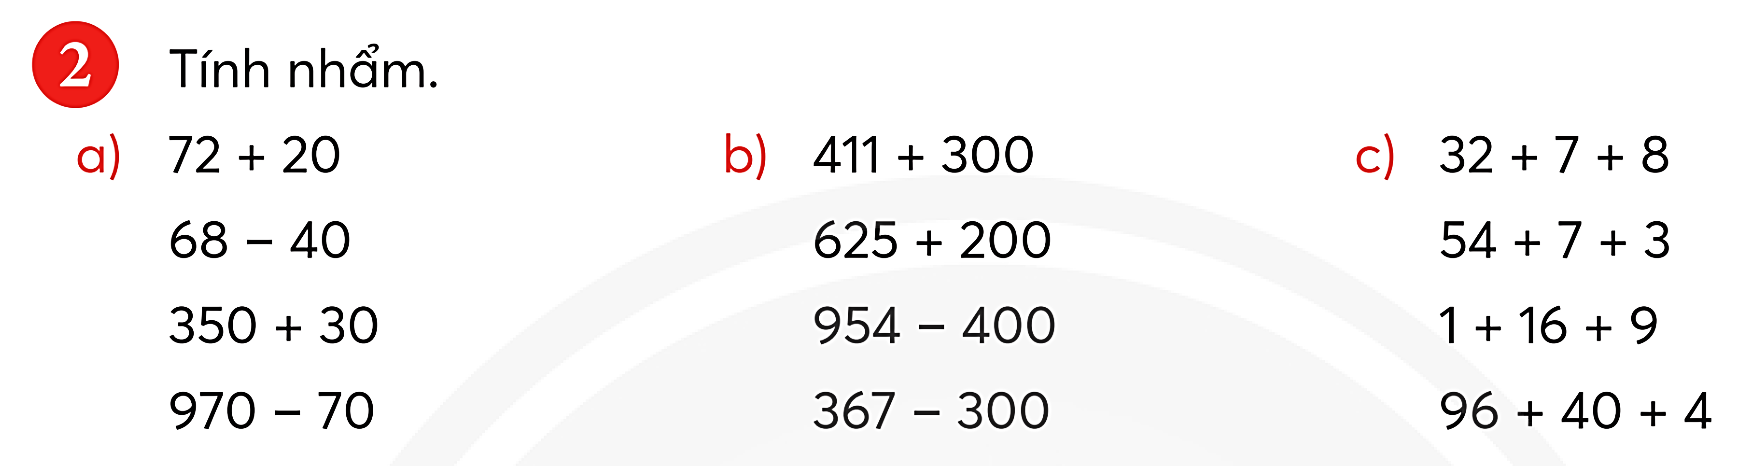 2 Tính nhẩm.
a) 72 + 20 b) 411 + 300 c) 32 + 7 + 8
68 – 40 625 + 200 54 + 7 + 3
350 + 30 954 – 400 1 + 16 + 9
970 – 70 367 – 300 96 + 40 + 4